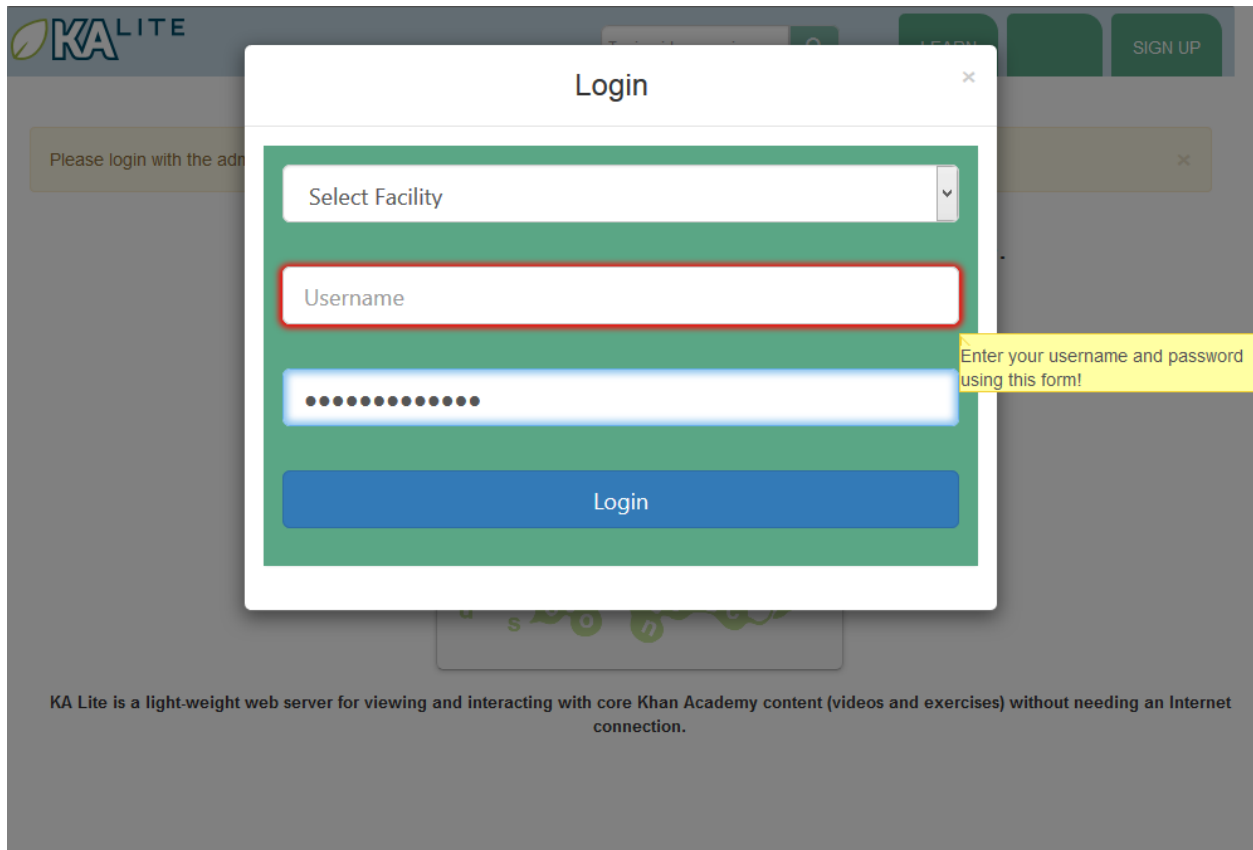 KA LITE
LEARN
SIGN UP
Login
×
Please login with the
×
Select Facility
Username
Enter your username and password
using this form!
●●●●●●●●●●●●●
Login
s o n
KA Lite is a light-weight web server for viewing and interacting with core Khan Academy content (videos and exercises) without needing an Internet
connection.